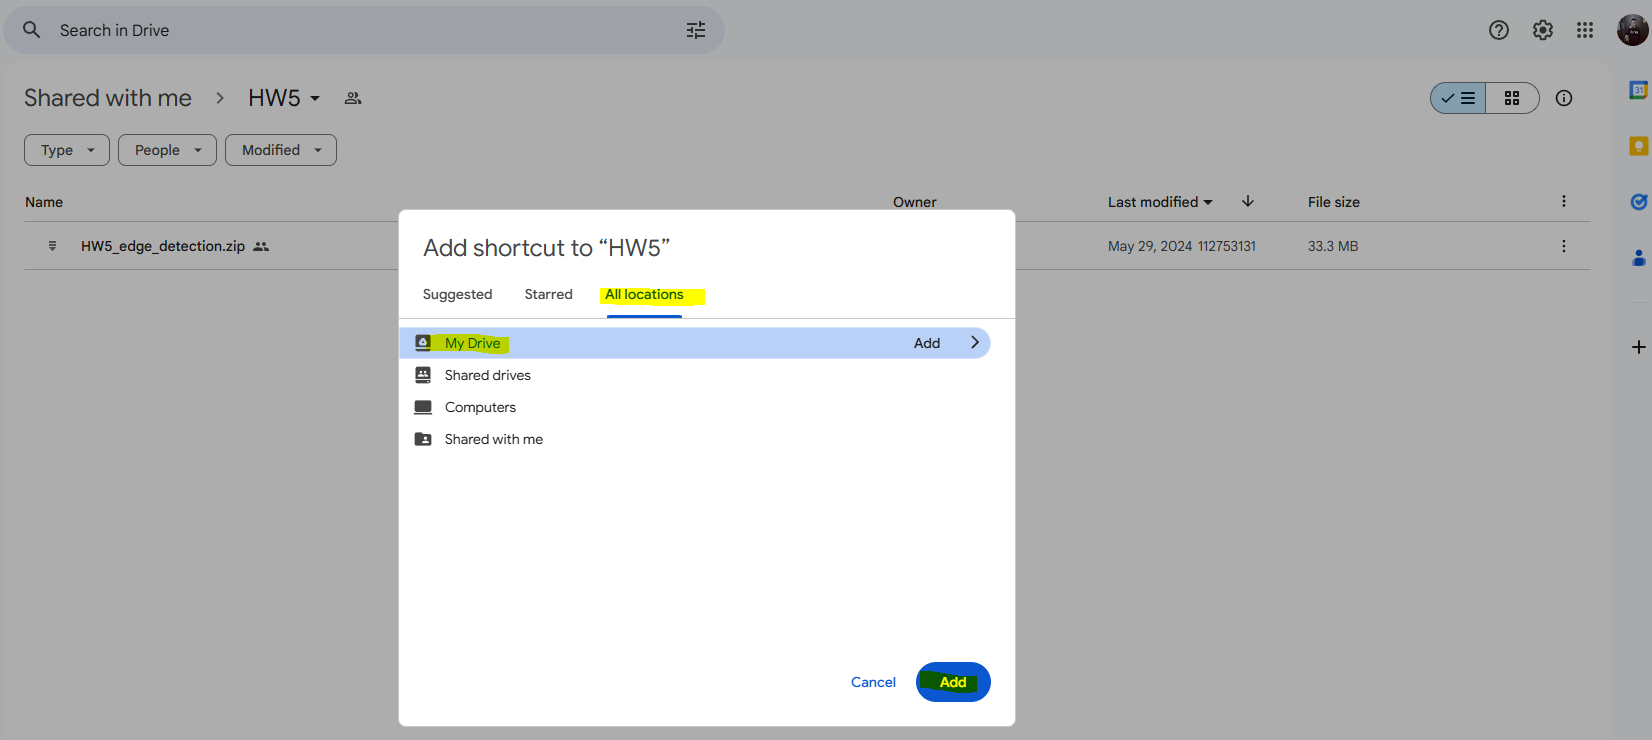 Search in Drive
Shared with me > HW5
Type People Modified
Name Owner Last modified File size
HW5_edge_detection.zip May 29, 2024 112753131 33.3 MB
Add shortcut to “HW5”
Suggested Starred All locations
My Drive Add
Shared drives
Computers
Shared with me
Cancel Add
31